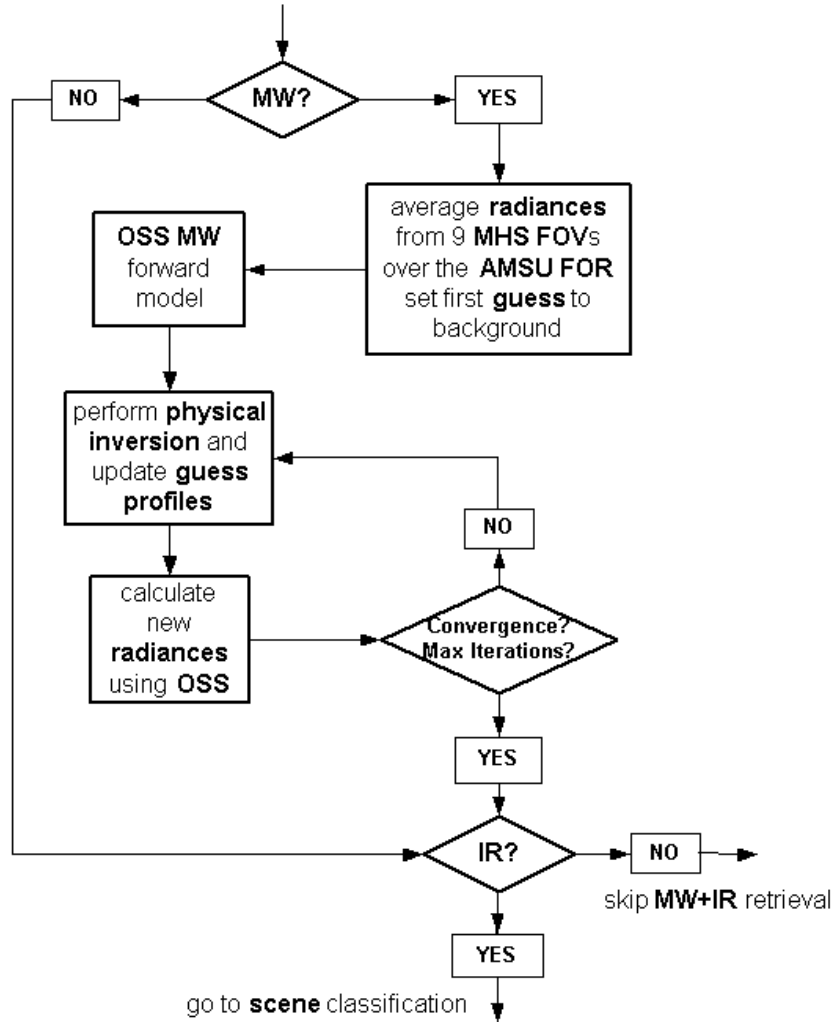 MW?
NO
YES
average radiances
from 9 MHS FOVs
over the AMSU FOR
set first guess to
background
OSS MW
forward
model
perform physical
inversion and
update guess
profiles
NO
calculate
new
radiances
using OSS
Convergence?
Max Iterations?
YES
IR?
NO
skip MW+IR retrieval
YES
go to scene classification